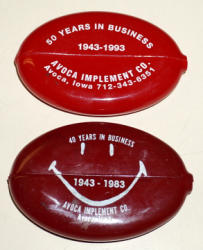 50 YEARS IN BUSINESS
1943-1993
AVOCA IMPLEMENT CO.
Avoca, Iowa 712-343-6351
40 YEARS IN BUSINESS
1943 - 1983
AVOCA IMPLEMENT CO.
Avoca